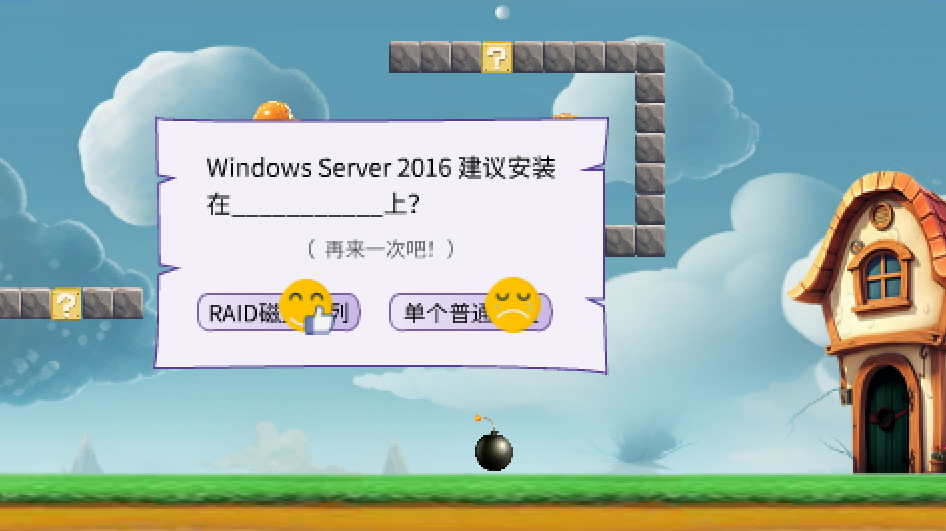 Windows Server 2016 建议安装
在___________上?
（ 再来一次吧! ）
RAID磁 列
单个普通
? 
?